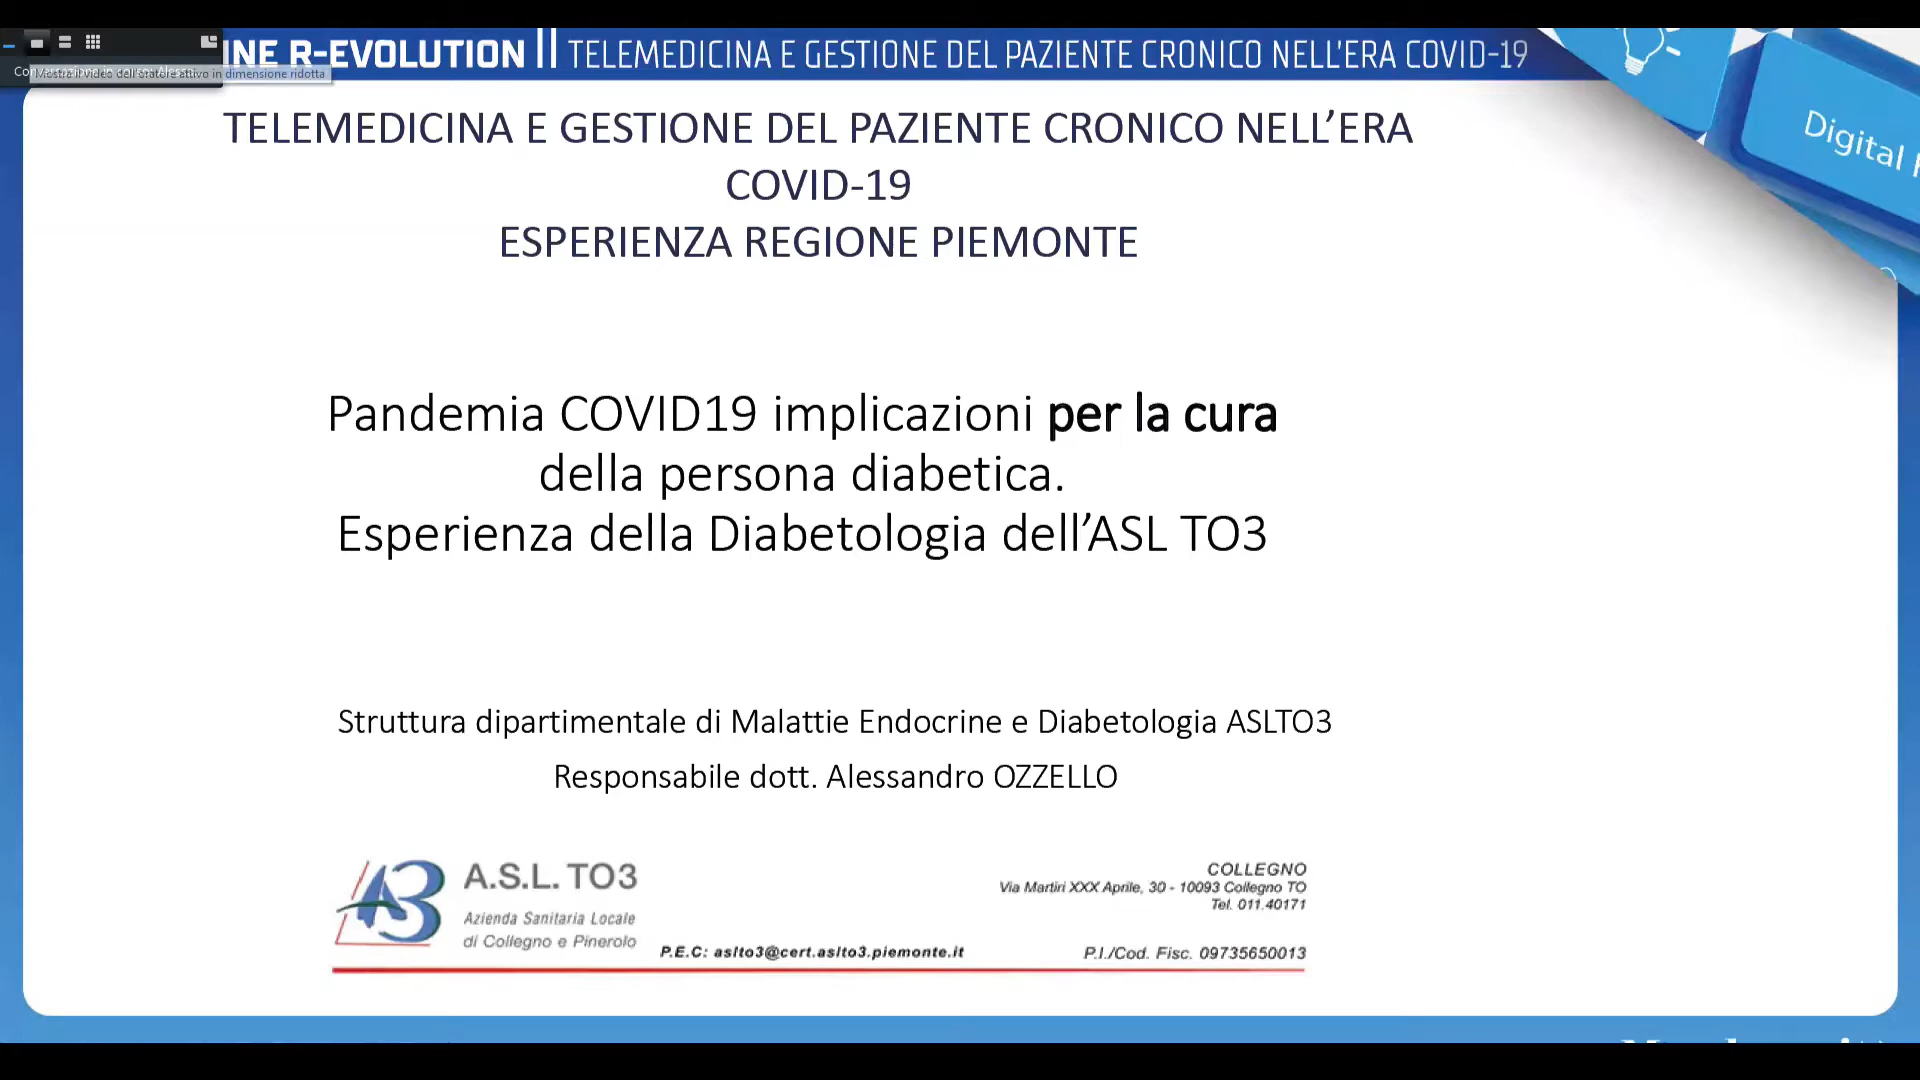 INE R-EVOLUTION || TELEMEDICINA E GESTIONE DEL PAZIENTE CRONICO NELL'ERA COVID-19
in dimensione ridotta
Digital
TELEMEDICINA E GESTIONE DEL PAZIENTE CRONICO NELL'ERA
COVID-19
ESPERIENZA REGIONE PIEMONTE
Pandemia COVID19 implicazioni per la cura
della persona diabetica.
Esperienza della Diabetologia dell'ASL TO3
Struttura dipartimentale di Malattie Endocrine e Diabetologia ASLTO3
Responsabile dott. Alessandro OZZELLO
A3
A.S.L. TO3
Azienda Sanitaria Locale
di Collegno e Pinerolo
P.E.C: aslto3@cert.aslto3.piemonte.it
COLLEGNO
Via Martiri XXX Aprile, 30 - 10093 Collegno TO
Tel. 011.40171
P.I./Cod. Fisc. 09735650013